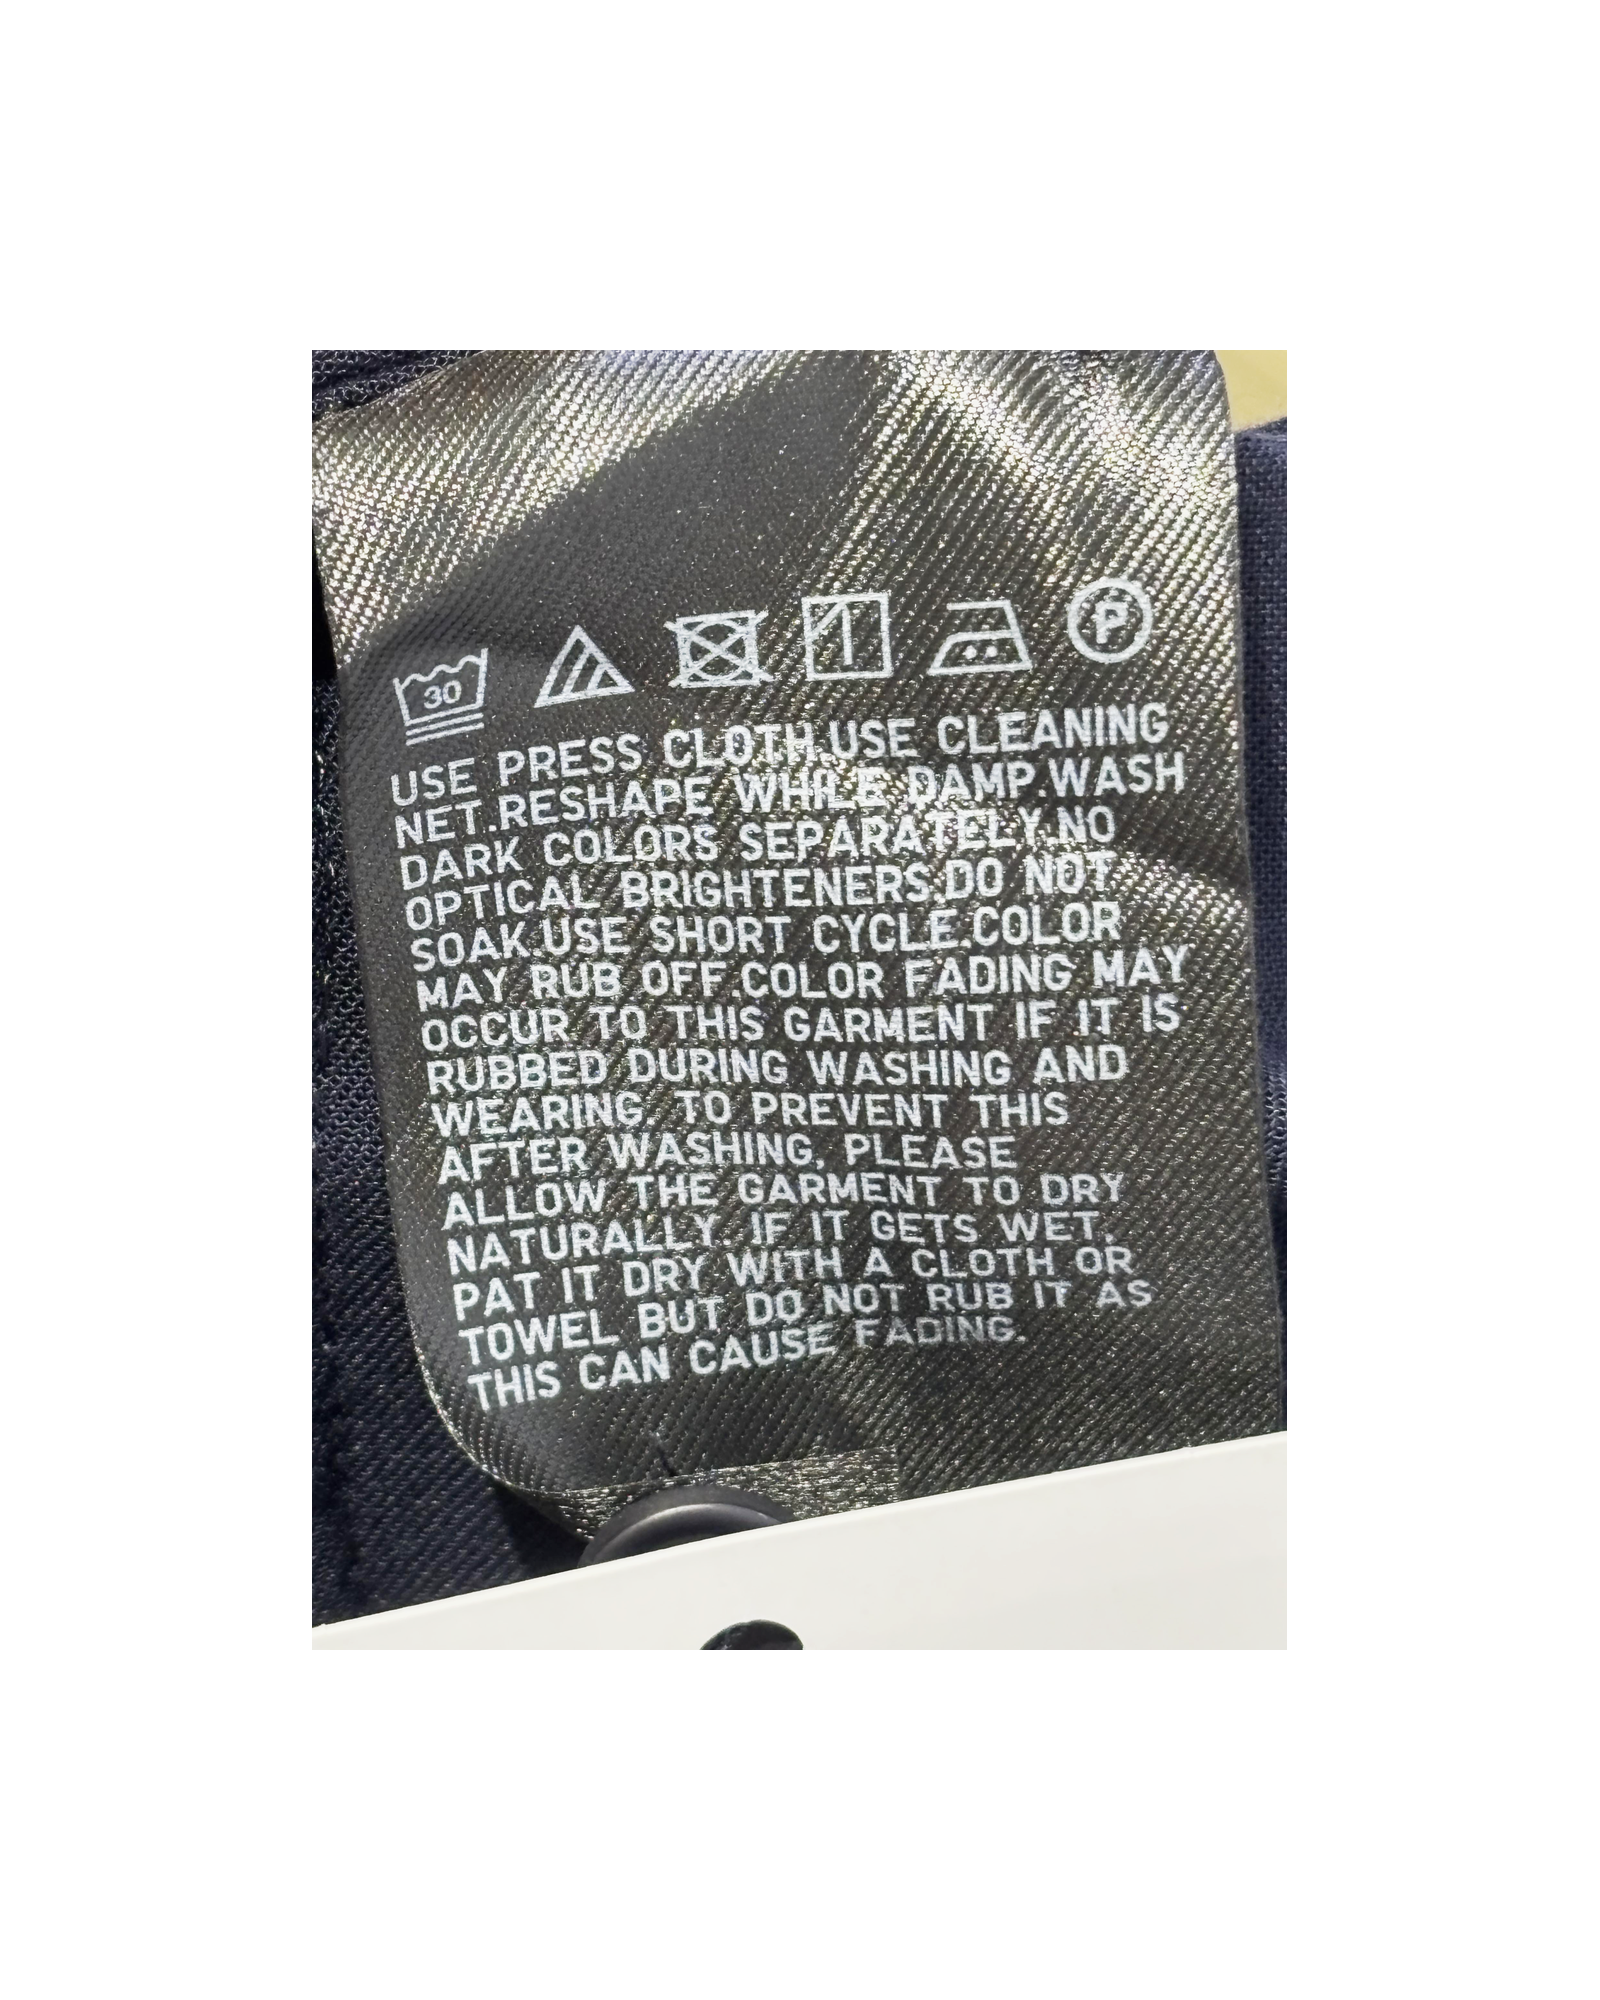 30
P
USE PRESS CLOTH.USE CLEANING
NET.RESHAPE WHILE DAMP.WASH
DARK COLORS SEPARATELY.NO
OPTICAL BRIGHTENERS.DO NOT
SOAK.USE SHORT CYCLE.COLOR
MAY RUB OFF.COLOR FADING MAY
OCCUR TO THIS GARMENT IF IT IS
RUBBED DURING WASHING AND
WEARING. TO PREVENT THIS
AFTER WASHING, PLEASE
ALLOW THE GARMENT TO DRY
NATURALLY. IF IT GETS WET,
PAT IT DRY WITH A CLOTH OR
TOWEL BUT DO NOT RUB IT AS
THIS CAN CAUSE FADING.